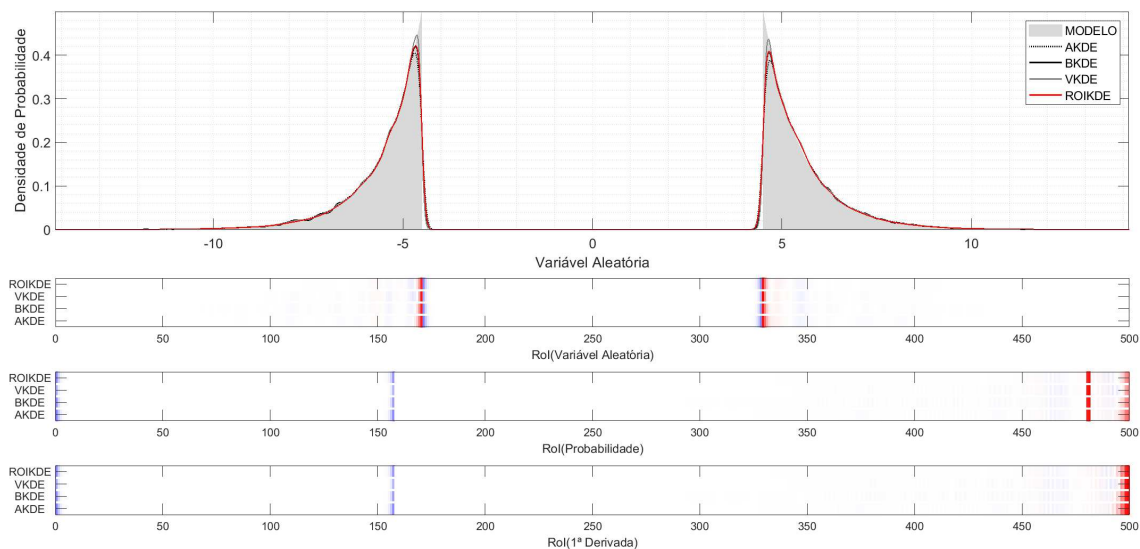 Densidade de Probabilidade
0.4
0.3
0.2
0.1
0
-10 -5 0 5 10
Variável Aleatória
MODELO
AKDE
BKDE
VKDE
ROIKDE
ROIKDE
VKDE
BKDE
AKDE
0 50 100 150 200 250 300 350 400 450 500
RoI(Variável Aleatória)
ROIKDE
VKDE
BKDE
AKDE
0 50 100 150 200 250 300 350 400 450 500
RoI(Probabilidade)
ROIKDE
VKDE
BKDE
AKDE
0 50 100 150 200 250 300 350 400 450 500
RoI(1ª Derivada)